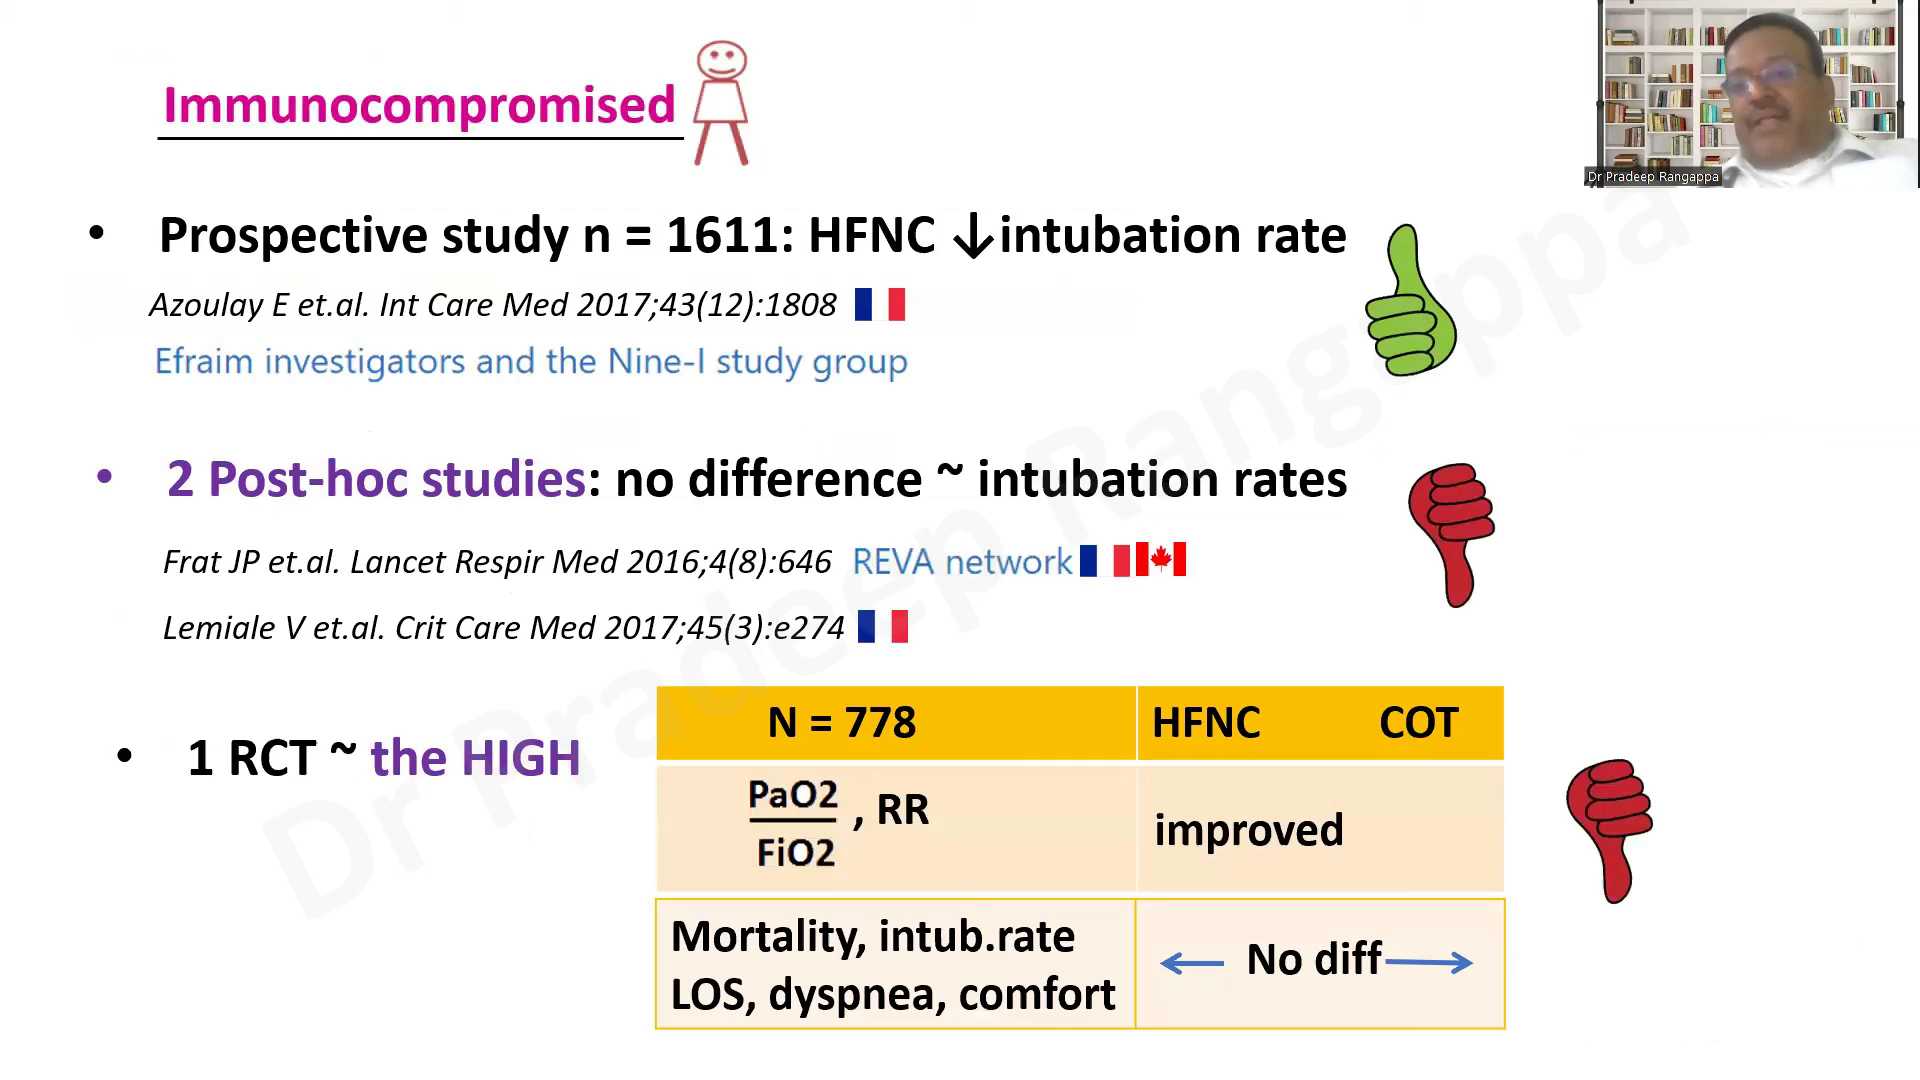 Immunocompromised
Dr Pradeep Rangappa
• Prospective study n = 1611: HFNC ↓intubation rate
Azoulay E et.al. Int Care Med 2017;43(12):1808
Efraim investigators and the Nine-I study group
• 2 Post-hoc studies: no difference ~ intubation rates
Frat JP et.al. Lancet Respir Med 2016;4(8):646 REVA network
Lemiale V et.al. Crit Care Med 2017;45(3):e274
• 1 RCT ~ the HIGH
N = 778 HFNC COT
PaO2
FiO2
, RR improved
Mortality, intub.rate
LOS, dyspnea, comfort
← No diff →
Dr Pradeep Rangappa